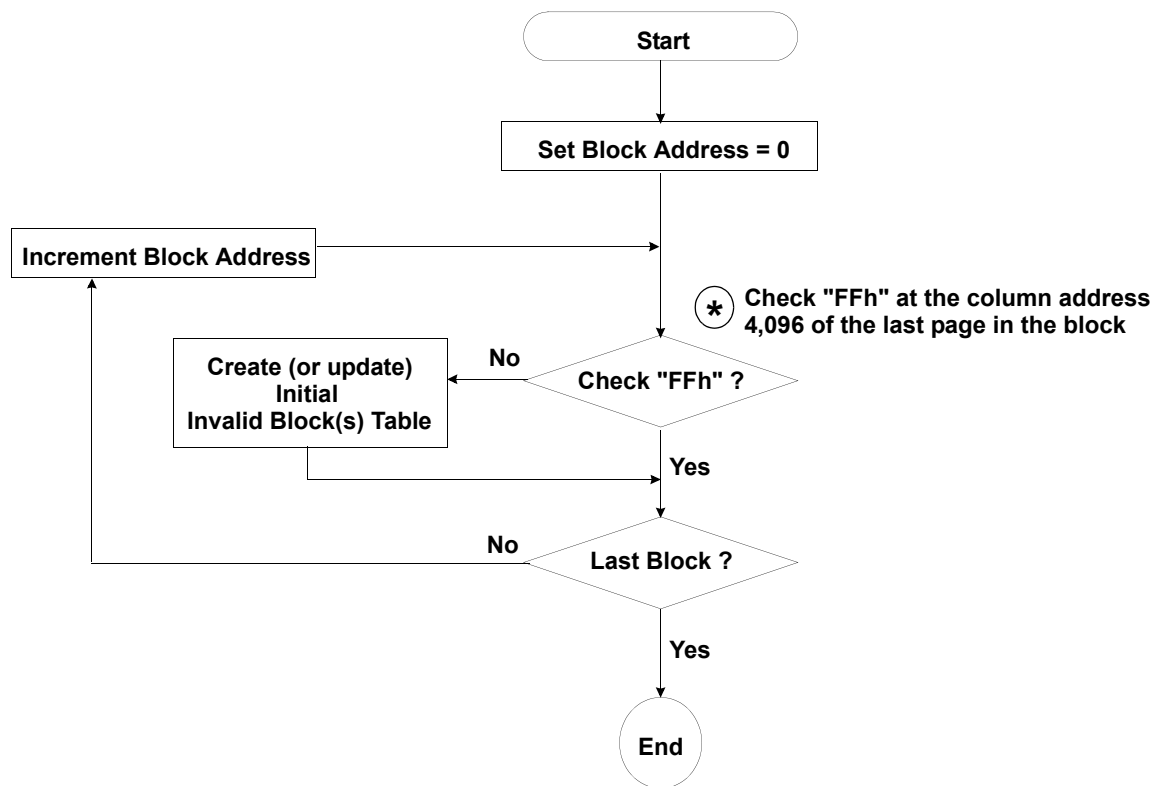 Start
Set Block Address = 0
Increment Block Address
* Check "FFh" at the column address
4,096 of the last page in the block
No
Create (or update)
Initial
Invalid Block(s) Table
Check "FFh" ?
Yes
No
Last Block ?
Yes
End